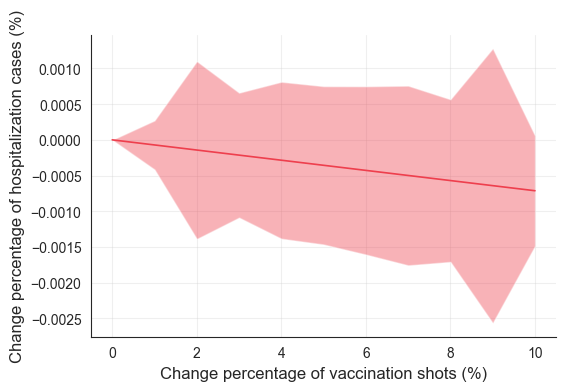 Change percentage of hospitalization cases (%)
0.0010
0.0005
0.0000
−0.0005
−0.0010
−0.0015
−0.0020
−0.0025
0 2 4 6 8 10
Change percentage of vaccination shots (%)